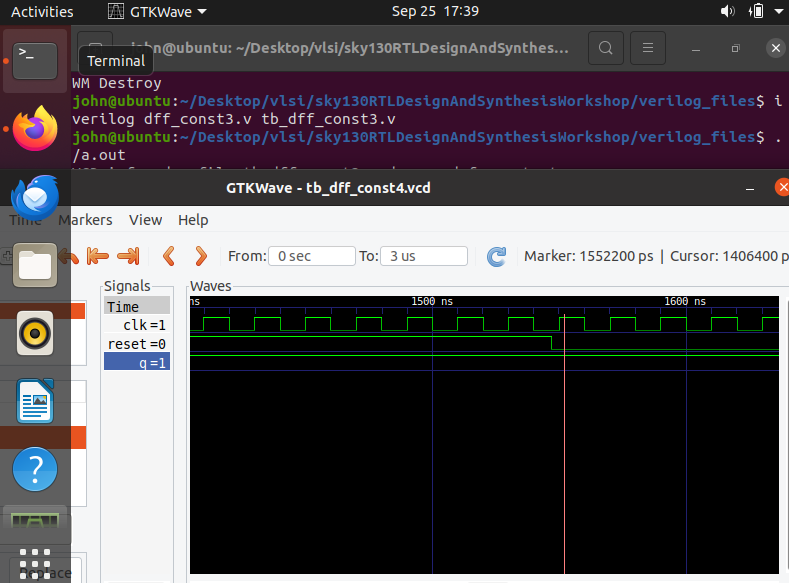 Activities GTKWave Sep 25 17:39
john@ubuntu: ~/Desktop/vlsi/sky130RTLDesignAndSynthes...
Terminal
WM Destroy
john@ubuntu:~/Desktop/vlsi/sky130RTLDesignAndSynthesisWorkshop/verilog_files$ i
verilog dff_const3.v tb_dff_const3.v
john@ubuntu:~/Desktop/vlsi/sky130RTLDesignAndSynthesisWorkshop/verilog_files$ .
/a.out
GTKWave - tb_dff_const4.vcd
Time Markers View Help
From: 0 sec To: 3 us Marker: 1552200 ps | Cursor: 1406400 p
Signals Waves
Time ns 1500 ns 1600 ns
clk=1
reset=0
q=1
Replace